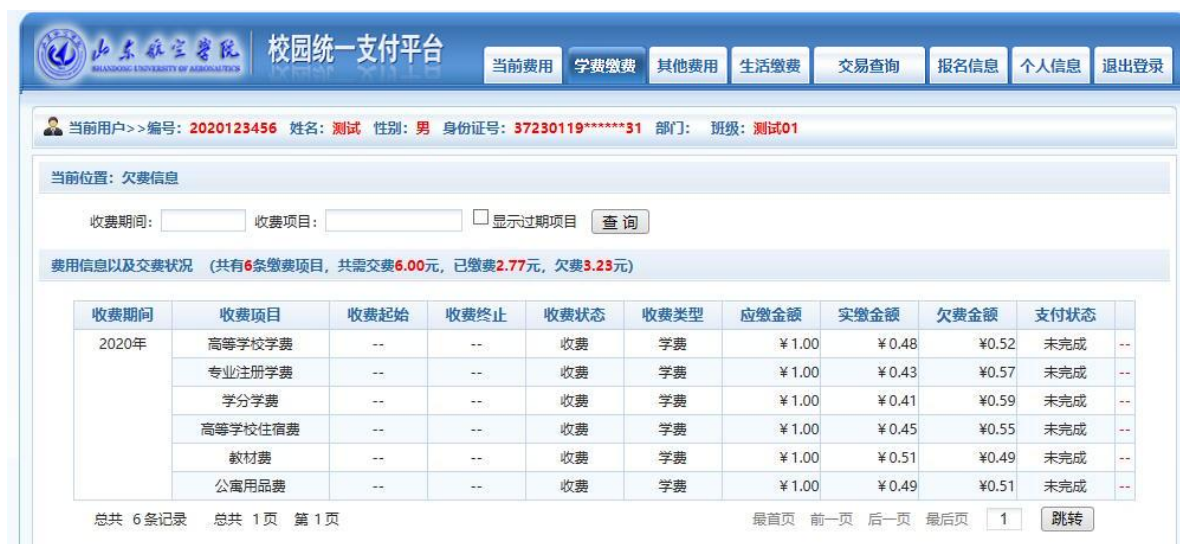 山东航空学院 校园统一支付平台
SHANDONG UNIVERSITY OF AERONAUTICS
当前费用 学费缴费 其他费用 生活缴费 交易查询 报名信息 个人信息 退出登录
当前用户>>编号：2020123456 姓名：测试 性别：男 身份证号：37230119******31 部门： 班级：测试01
当前位置：欠费信息
收费期间： 收费项目： 显示过期项目 查 询
费用信息以及交费状况 (共有6条缴费项目，共需交费6.00元，已缴费2.77元，欠费3.23元)
收费期间 收费项目 收费起始 收费终止 收费状态 收费类型 应缴金额 实缴金额 欠费金额 支付状态
2020年 高等学校学费 -- -- 收费 学费 ￥1.00 ￥0.48 ¥0.52 未完成 --
专业注册学费 -- -- 收费 学费 ￥1.00 ￥0.43 ¥0.57 未完成 --
学分学费 -- -- 收费 学费 ￥1.00 ￥0.41 ¥0.59 未完成 --
高等学校住宿费 -- -- 收费 学费 ￥1.00 ￥0.45 ¥0.55 未完成 --
教材费 -- -- 收费 学费 ￥1.00 ￥0.51 ¥0.49 未完成 --
公寓用品费 -- -- 收费 学费 ￥1.00 ￥0.49 ¥0.51 未完成 --
总共 6条记录 总共 1页 第1页 最首页 前一页 后一页 最后页 1 跳转